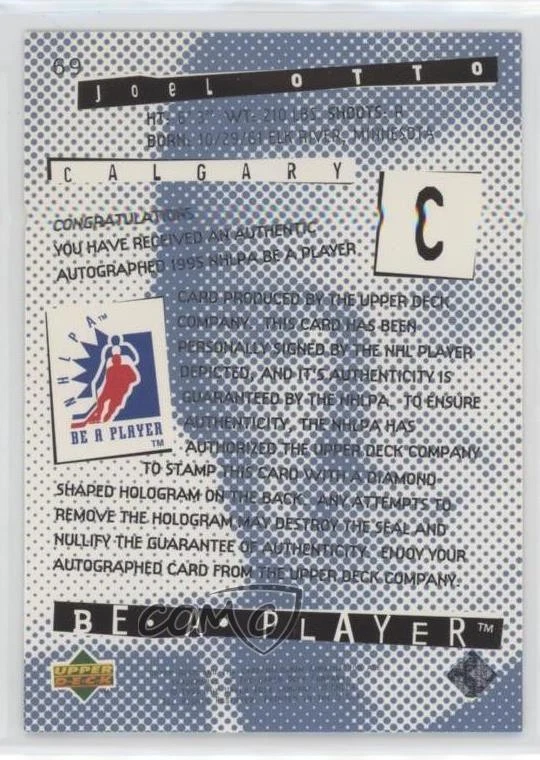 69
JOEL OTTO
HT: 6' 3" WT: 210 LBS. SHOOTS: R
BORN: 10/29/61 ELK RIVER, MINNESOTA
CALGARY
C
CONGRATULATIONS
YOU HAVE RECEIVED AN AUTHENTIC
AUTOGRAPHED 1995 NHLPA BE A PLAYER
CARD PRODUCED BY THE UPPER DECK
COMPANY. THIS CARD HAS BEEN
PERSONALLY SIGNED BY THE NHL PLAYER
DEPICTED, AND IT'S AUTHENTICITY IS
GUARANTEED BY THE NHLPA. TO ENSURE
AUTHENTICITY, THE NHLPA HAS
AUTHORIZED THE UPPER DECK COMPANY
TO STAMP THIS CARD WITH A DIAMOND-
SHAPED HOLOGRAM ON THE BACK. ANY ATTEMPTS TO
REMOVE THE HOLOGRAM MAY DESTROY THE SEAL AND
NULLIFY THE GUARANTEE OF AUTHENTICITY. ENJOY YOUR
AUTOGRAPHED CARD FROM THE UPPER DECK COMPANY.
NHLPA™
BE A PLAYER
™
BE·A·PLAYER™
COMC
UPPER
DECK